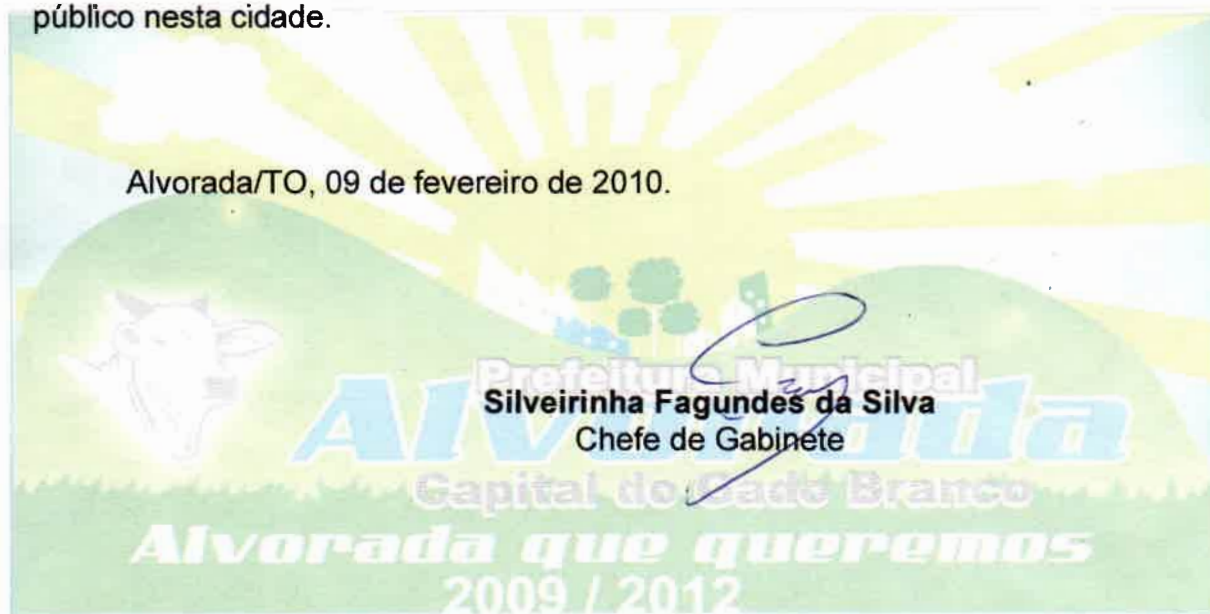 público nesta cidade.
Alvorada/TO, 09 de fevereiro de 2010.
Prefeitura Municipal
Silveirinha Fagundes da Silva
Alvorada
Chefe de Gabinete
Capital do Gado Branco
Alvorada que queremos
2009 / 2012